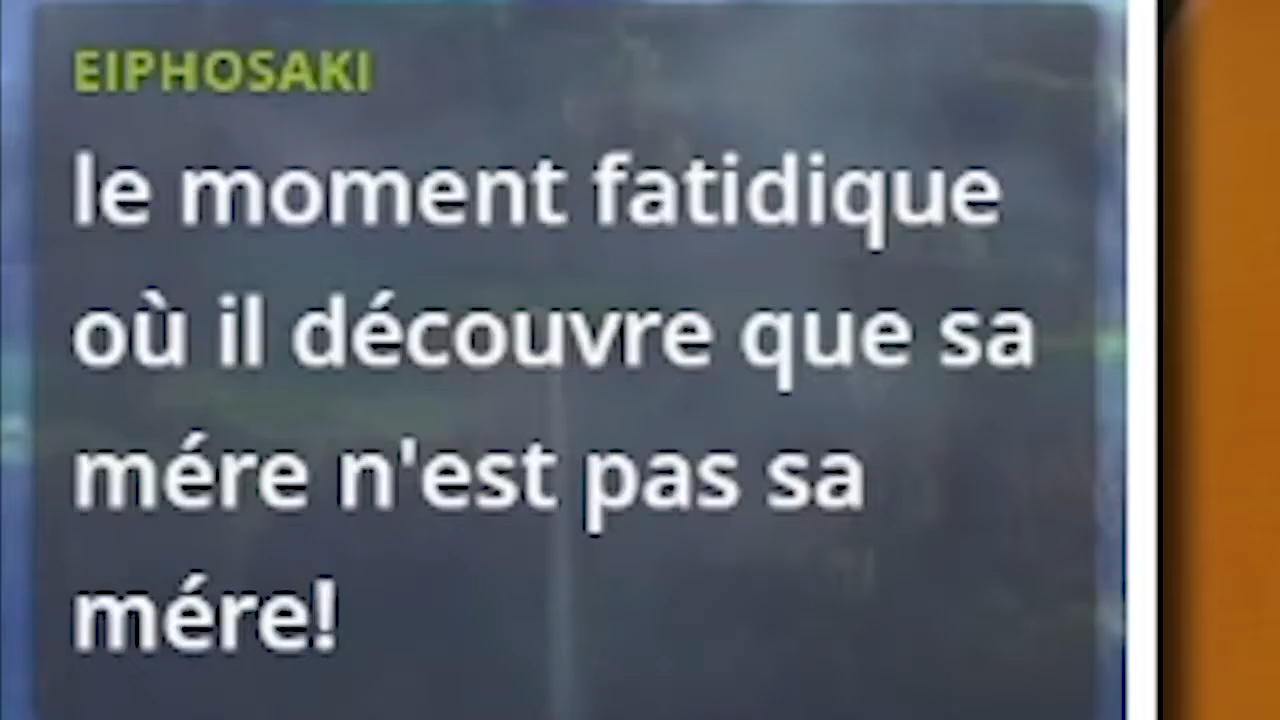 EIPHOSAKI
le moment fatidique
où il découvre que sa
mére n'est pas sa
mére!